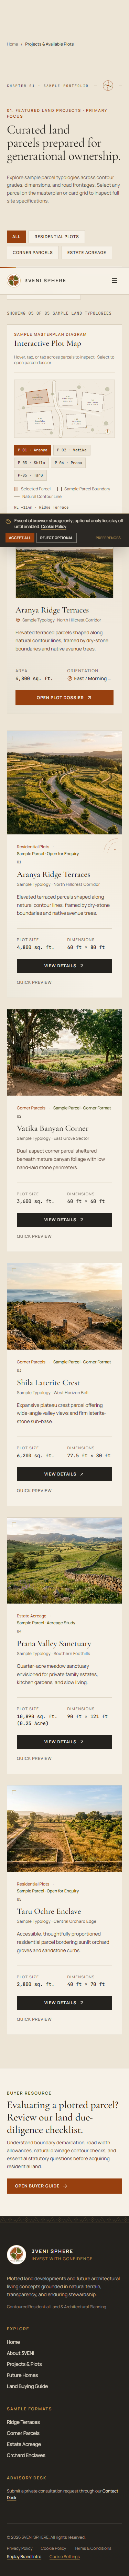 Home / Projects & Available Plots
CHAPTER 02 · SAMPLE PORTFOLIO
01. FEATURED LAND PROJECTS · PRIMARY
FOCUS
Curated land
parcels prepared for
generational ownership.
Explore sample parcel typologies across varied
grades, dimensions, and road frontages. Select any
plot to inspect contour lines, solar bearings, and
title specifications.
ALL
RESIDENTIAL PLOTS
CORNER PARCELS
ESTATE ACREAGE
3VENI SPHERE
SHOWING 05 OF 05 SAMPLE LAND TYPOLOGIES
SAMPLE MASTERPLAN DIAGRAM
Interactive Plot Map
Hover, tap, or tab across parcels to inspect. Select to
open parcel dossier.
P-01 · Aranya
P-02 · Vatika
P-03 · Shila
P-04 · Prana
P-05 · Taru
Selected Parcel
Sample Parcel Boundary
Natural Contour Line
Essential browser storage only; optional analytics stay off
until enabled. Cookie Policy
ACCEPT ALL
REJECT OPTIONAL
PREFERENCES
Aranya Ridge Terraces
Sample Typology · North Hillcrest Corridor
Elevated terraced parcels shaped along
natural contour lines, framed by dry-stone
boundaries and native avenue trees.
AREA
ORIENTATION
4,800 sq. ft.
East / Morning ...
OPEN PLOT DOSSIER
Residential Plots
Sample Parcel · Open for Enquiry
01
Aranya Ridge Terraces
Sample Typology · North Hillcrest Corridor
Elevated terraced parcels shaped along
natural contour lines, framed by dry-stone
boundaries and native avenue trees.
PLOT SIZE
DIMENSIONS
4,800 sq. ft.
60 ft × 80 ft
VIEW DETAILS
QUICK PREVIEW
Corner Parcels
Sample Parcel · Corner Format
02
Vatika Banyan Corner
Sample Typology · East Grove Sector
Dual-aspect corner parcel sheltered
beneath mature banyan foliage with low
hand-laid schist perimeters.
PLOT SIZE
DIMENSIONS
3,600 sq. ft.
60 ft × 60 ft
VIEW DETAILS
QUICK PREVIEW
Corner Parcels
Sample Parcel · Corner Format
03
Shila Laterite Crest
Sample Typology · West Horizon Belt
Expansive plateau crest parcel offering
wide-valley views and firm laterite-
stone sub-base.
PLOT SIZE
DIMENSIONS
6,200 sq. ft.
77.5 ft × 80 ft
VIEW DETAILS
QUICK PREVIEW
Estate Acreage
Sample Parcel · Acreage Study
04
Prana Valley Sanctuary
Sample Typology · Southern Foothills
Quarter-acre meadow sanctuary
proportioned for private family estates,
kitchen gardens, and slow living.
PLOT SIZE
DIMENSIONS
10,890 sq. ft.
(0.25 Acre)
90 ft × 121 ft
VIEW DETAILS
QUICK PREVIEW
Residential Plots
Sample Parcel · Open for Enquiry
05
Taru Ochre Enclave
Sample Typology · Central Orchard Edge
Accessible, thoughtfully proportioned
residential parcel bordering sunlit orchard
groves and sandstone curbs.
PLOT SIZE
DIMENSIONS
2,800 sq. ft.
40 ft × 70 ft
VIEW DETAILS
QUICK PREVIEW
BUYER RESOURCE
Evaluating a plotted parcel?
Review our land due-
diligence checklist.
Understand boundary demarcation, road width
allowances, natural drainage slopes, and the
essential statutory questions to ask before reserving
residential land.
OPEN BUYER GUIDE
3VENI SPHERE
INVEST WITH CONFIDENCE
Plotted land developments and future architectural
living concepts grounded in natural terrain,
transparency, and enduring stewardship.
Contoured Residential Land & Architectural Planning
EXPLORE
Home
About 3VENI
Projects & Plots
Future Homes
Land Buying Guide
SAMPLE FORMATS
Ridge Terraces
Corner Parcels
Estate Acreage
Orchard Enclaves
ADVISORY DESK
Submit a private consultation request through our Contact
Desk.
© 2026 3VENI SPHERE. All rights reserved.
Privacy Policy
Cookie Policy
Terms & Conditions
Replay Brand Intro
Cookie Settings